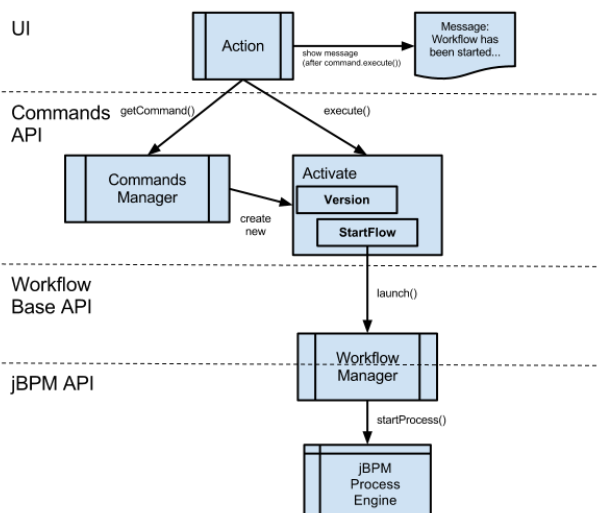 UI
Action
show message
(after command.execute())
Message:
Workflow has
been started...
Commands
API
getCommand()
execute()
Commands
Manager
create
new
Activate
Version
StartFlow
Workflow
Base API
launch()
Workflow
Manager
jBPM API
startProcess()
jBPM
Process
Engine